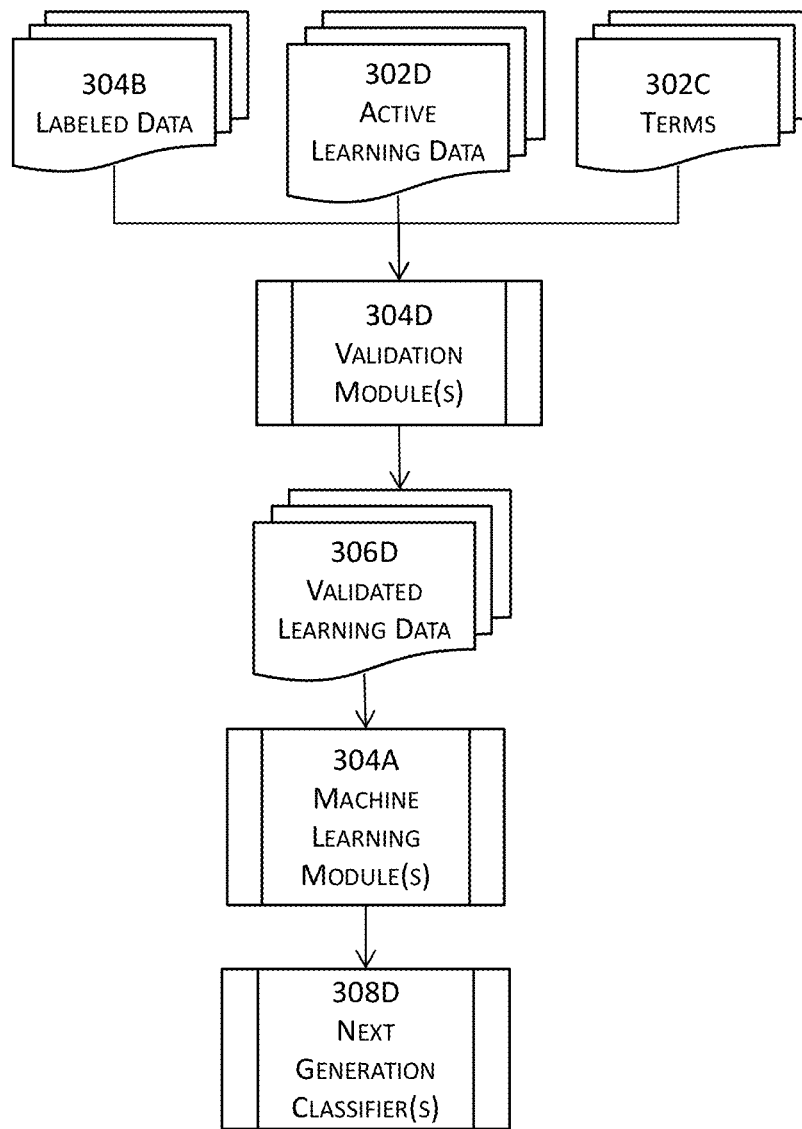 304B
LABELED DATA
302D
ACTIVE
LEARNING DATA
302C
TERMS
304D
VALIDATION
MODULE(S)
306D
VALIDATED
LEARNING DATA
304A
MACHINE
LEARNING
MODULE(S)
308D
NEXT
GENERATION
CLASSIFIER(S)